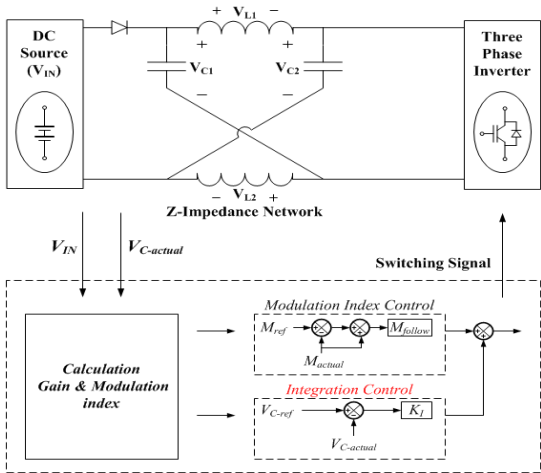 + V_L1 −
DC
Source
(V_IN)
+
V_C1
−
+
V_C2
−
Three
Phase
Inverter
− V_L2 +
Z-Impedance Network
V_IN
V_C-actual
Switching Signal
Calculation
Gain & Modulation
index
Modulation Index Control
M_ref
+
−
+
+
M_follow
M_actual
Integration Control
V_C-ref
+
−
K_I
V_C-actual
+
+